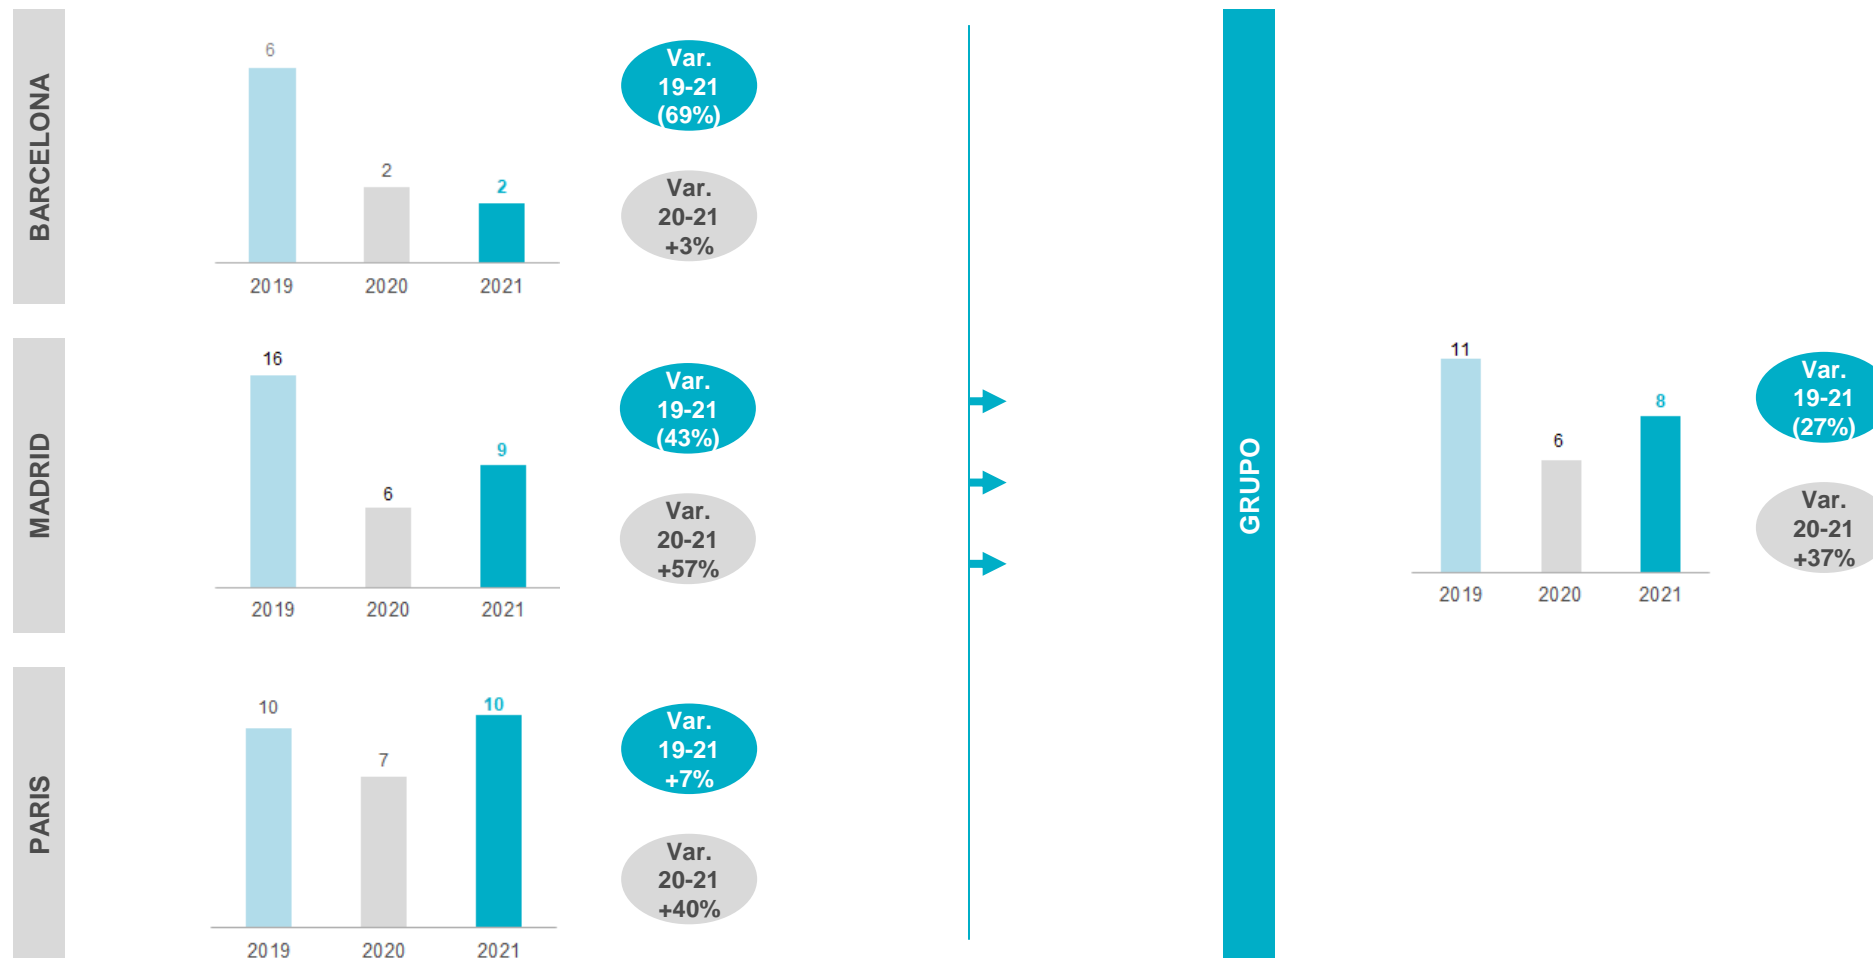 BARCELONA
6
2
2
2019 2020 2021
Var.
19-21
(69%)
Var.
20-21
+3%
MADRID
16
6
9
2019 2020 2021
Var.
19-21
(43%)
Var.
20-21
+57%
PARIS
10
7
10
2019 2020 2021
Var.
19-21
+7%
Var.
20-21
+40%
GRUPO
11
6
8
2019 2020 2021
Var.
19-21
(27%)
Var.
20-21
+37%